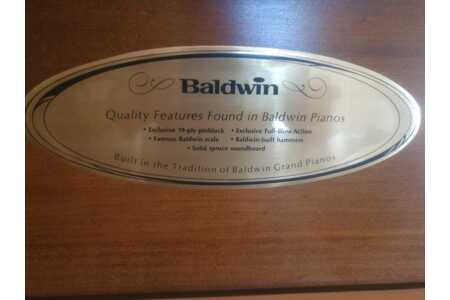 Baldwin
Quality Features Found in Baldwin Pianos
• Exclusive 19-ply pinblock • Exclusive Full-Blow Action
• Famous Baldwin scale • Baldwin-built hammers
• Solid spruce soundboard
Built in the Tradition of Baldwin Grand Pianos